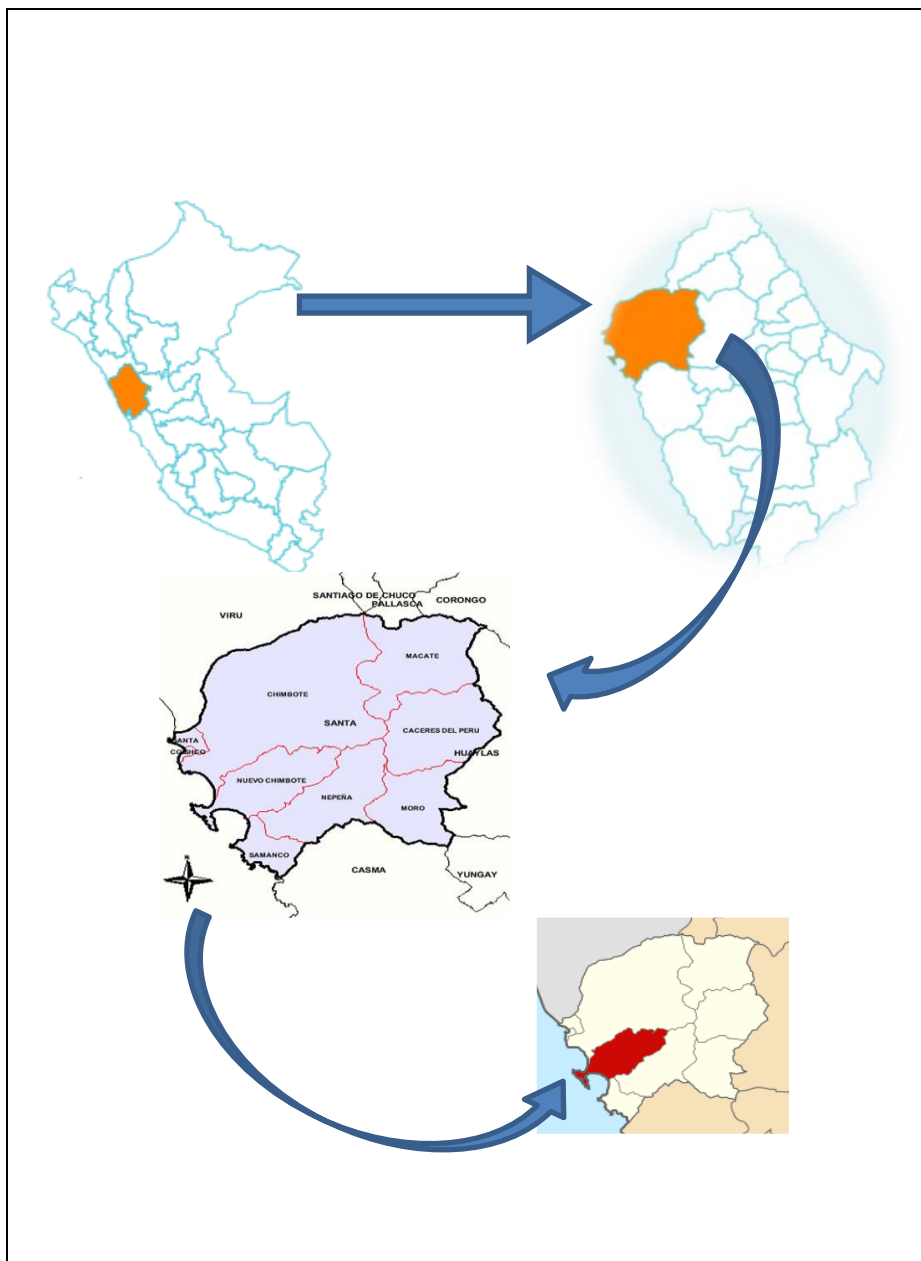 SANTIAGO DE CHUCO
PALLASCA
CORONGO
VIRU
MACATE
CHIMBOTE
SANTA
CACERES DEL PERU
SANTA
COISHCO
HUAYLAS
NUEVO CHIMBOTE
NEPEÑA
MORO
SAMANCO
CASMA
YUNGAY